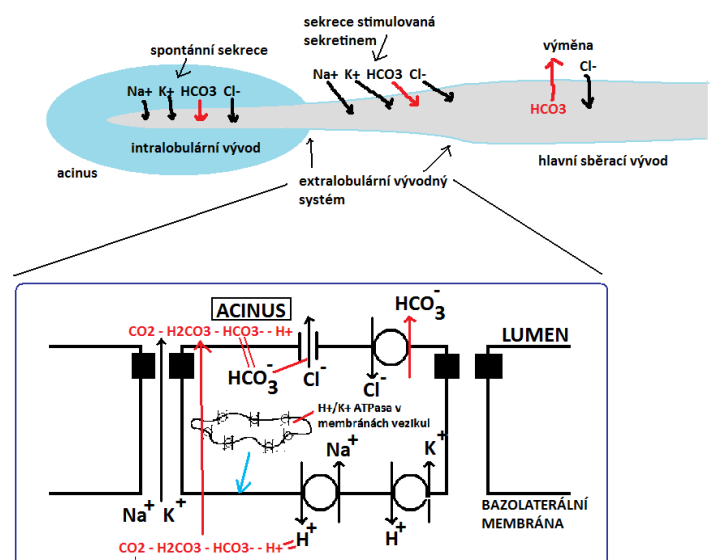 sekrece stimulovaná
sekretinem
spontánní sekrece
výměna
Na+ K+ HCO3 Cl-
Na+ K+ HCO3 Cl-
Cl-
HCO3
intralobulární vývod
hlavní sběrací vývod
acinus
extralobulární vývodný
systém
ACINUS
HCO3-
CO2 - H2CO3 - HCO3- - H+
LUMEN
HCO3-
Cl-
Cl-
H+/K+ ATPasa v
membránách vezikul
Na+
K+
Na+ K+
BAZOLATERÁLNÍ
MEMBRÁNA
H+
H+
CO2 - H2CO3 - HCO3- - H+